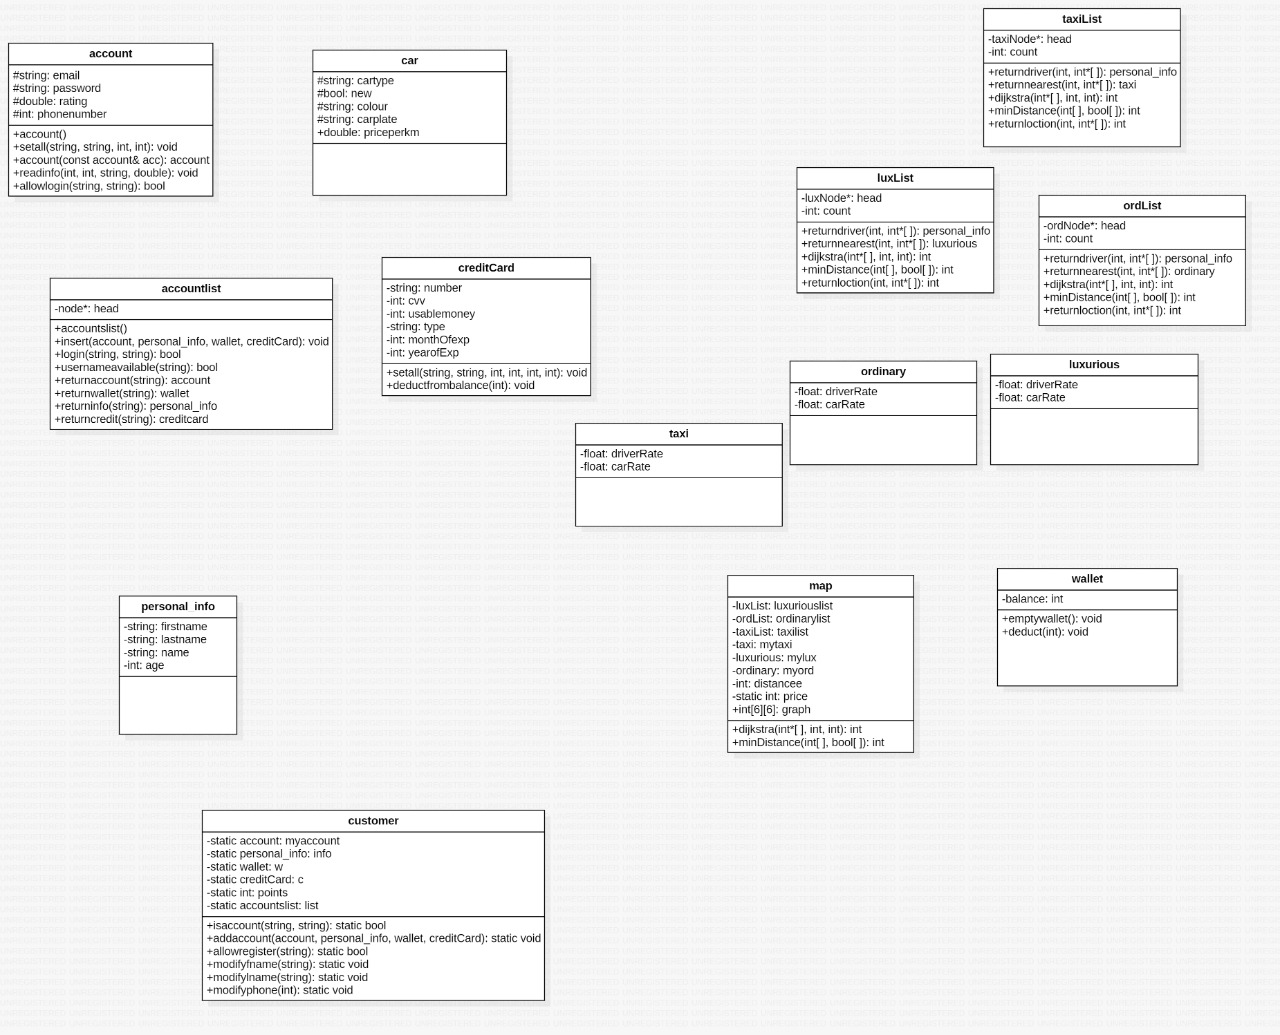 account
#string: email
#string: password
#double: rating
#int: phonenumber
+account()
+setall(string, string, int, int): void
+account(const account& acc): account
+readinfo(int, int, string, double): void
+allowlogin(string, string): bool
car
#string: cartype
#bool: new
#string: colour
#string: carplate
+double: priceperkm
taxiList
-taxiNode*: head
-int: count
+returndriver(int, int*[ ]): personal_info
+returnnearest(int, int*[ ]): taxi
+dijkstra(int*[ ], int, int): int
+minDistance(int[ ], bool[ ]): int
+returnloction(int, int*[ ]): int
luxList
-luxNode*: head
-int: count
+returndriver(int, int*[ ]): personal_info
+returnnearest(int, int*[ ]): luxurious
+dijkstra(int*[ ], int, int): int
+minDistance(int[ ], bool[ ]): int
+returnloction(int, int*[ ]): int
ordList
-ordNode*: head
-int: count
+returndriver(int, int*[ ]): personal_info
+returnnearest(int, int*[ ]): ordinary
+dijkstra(int*[ ], int, int): int
+minDistance(int[ ], bool[ ]): int
+returnloction(int, int*[ ]): int
accountlist
-node*: head
+accountslist()
+insert(account, personal_info, wallet, creditCard): void
+login(string, string): bool
+usernameavailable(string): bool
+returnaccount(string): account
+returnwallet(string): wallet
+returninfo(string): personal_info
+returncredit(string): creditcard
creditCard
-string: number
-int: cvv
-int: usablemoney
-string: type
-int: monthOfexp
-int: yearofExp
+setall(string, string, int, int, int, int): void
+deductfrombalance(int): void
ordinary
-float: driverRate
-float: carRate
luxurious
-float: driverRate
-float: carRate
taxi
-float: driverRate
-float: carRate
personal_info
-string: firstname
-string: lastname
-string: name
-int: age
map
-luxList: luxuriouslist
-ordList: ordinarylist
-taxiList: taxilist
-taxi: mytaxi
-luxurious: mylux
-ordinary: myord
-int: distancee
-static int: price
+int[6][6]: graph
+dijkstra(int*[ ], int, int): int
+minDistance(int[ ], bool[ ]): int
wallet
-balance: int
+emptywallet(): void
+deduct(int): void
customer
-static account: myaccount
-static personal_info: info
-static wallet: w
-static creditCard: c
-static int: points
-static accountslist: list
+isaccount(string, string): static bool
+addaccount(account, personal_info, wallet, creditCard): static void
+allowregister(string): static bool
+modifyfname(string): static void
+modifylname(string): static void
+modifyphone(int): static void